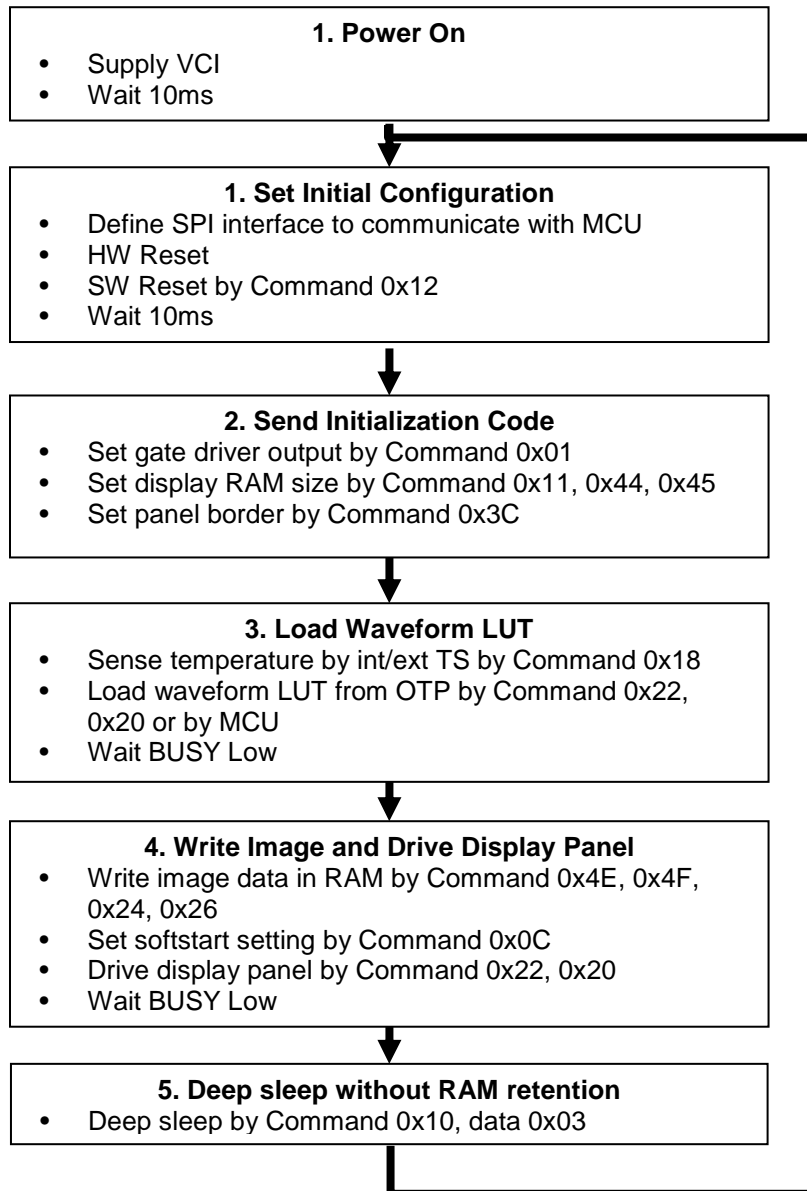 1. Power On
• Supply VCI
• Wait 10ms
1. Set Initial Configuration
• Define SPI interface to communicate with MCU
• HW Reset
• SW Reset by Command 0x12
• Wait 10ms
2. Send Initialization Code
• Set gate driver output by Command 0x01
• Set display RAM size by Command 0x11, 0x44, 0x45
• Set panel border by Command 0x3C
3. Load Waveform LUT
• Sense temperature by int/ext TS by Command 0x18
• Load waveform LUT from OTP by Command 0x22,
0x20 or by MCU
• Wait BUSY Low
4. Write Image and Drive Display Panel
• Write image data in RAM by Command 0x4E, 0x4F,
0x24, 0x26
• Set softstart setting by Command 0x0C
• Drive display panel by Command 0x22, 0x20
• Wait BUSY Low
5. Deep sleep without RAM retention
• Deep sleep by Command 0x10, data 0x03